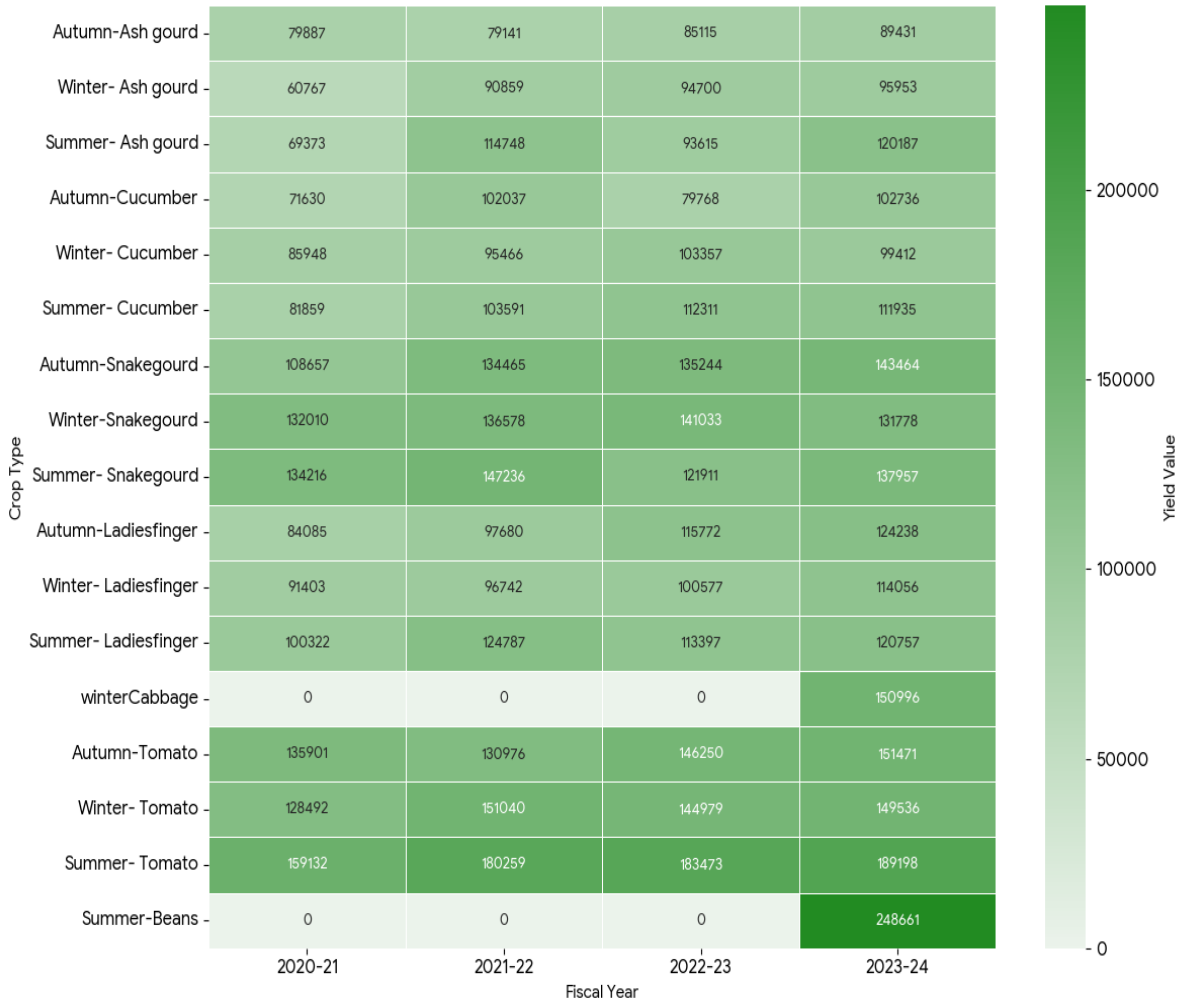 Autumn-Ash gourd 79887 79141 85115 89431
Winter- Ash gourd 60767 90859 94700 95953
Summer- Ash gourd 69373 114748 93615 120187
Autumn-Cucumber 71630 102037 79768 102736
Winter- Cucumber 85948 95466 103357 99412
Summer- Cucumber 81859 103591 112311 111935
Autumn-Snakegourd 108657 134465 135244 143464
Winter-Snakegourd 132010 136578 141033 131778
Summer- Snakegourd 134216 147236 121911 137957
Autumn-Ladiesfinger 84085 97680 115772 124238
Winter- Ladiesfinger 91403 96742 100577 114056
Summer- Ladiesfinger 100322 124787 113397 120757
winterCabbage 0 0 0 150996
Autumn-Tomato 135901 130976 146250 151471
Winter- Tomato 128492 151040 144979 149536
Summer- Tomato 159132 180259 183473 189198
Summer-Beans 0 0 0 248661
2020-21 2021-22 2022-23 2023-24
Fiscal Year
Crop Type
200000
150000
100000
50000
0
Yield Value